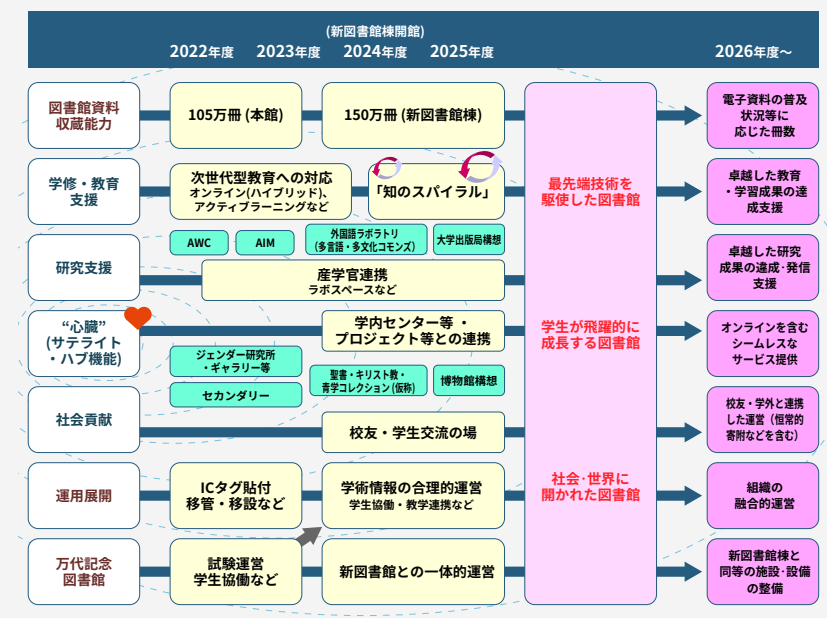 (新図書館棟開館)
2022年度 2023年度 2024年度 2025年度 2026年度～
図書館資料
収蔵能力
105万冊 (本館)
150万冊 (新図書館棟)
電子資料の普及
状況等に
応じた冊数
学修・教育
支援
次世代型教育への対応
オンライン(ハイブリッド)、
アクティブラーニングなど
「知のスパイラル」
最先端技術を
駆使した図書館
卓越した教育
・学習成果の達
成支援
研究支援
AWC
AIM
外国語ラボラトリ
（多言語・多文化コモンズ）
大学出版局構想
産学官連携
ラボスペースなど
卓越した研究
成果の達成･発信
支援
“心臓”
(サテライト
・ハブ機能)
学内センター等 ・
プロジェクト等との連携
学生が飛躍的に
成長する図書館
オンラインを含む
シームレスな
サービス提供
ジェンダー研究所
・ギャラリー等
セカンダリー
聖書・キリスト教・
青学コレクション (仮称)
博物館構想
社会貢献
校友・学生交流の場
校友・学外と連携
した運営（恒常的
寄附などを含む）
運用展開
ICタグ貼付
移管・移設など
学術情報の合理的運営
学生協働・教学連携など
社会･世界に
開かれた図書館
組織の
融合的運営
万代記念
図書館
試験運営
学生協働など
新図書館との一体的運営
新図書館棟と
同等の施設･設備
の整備